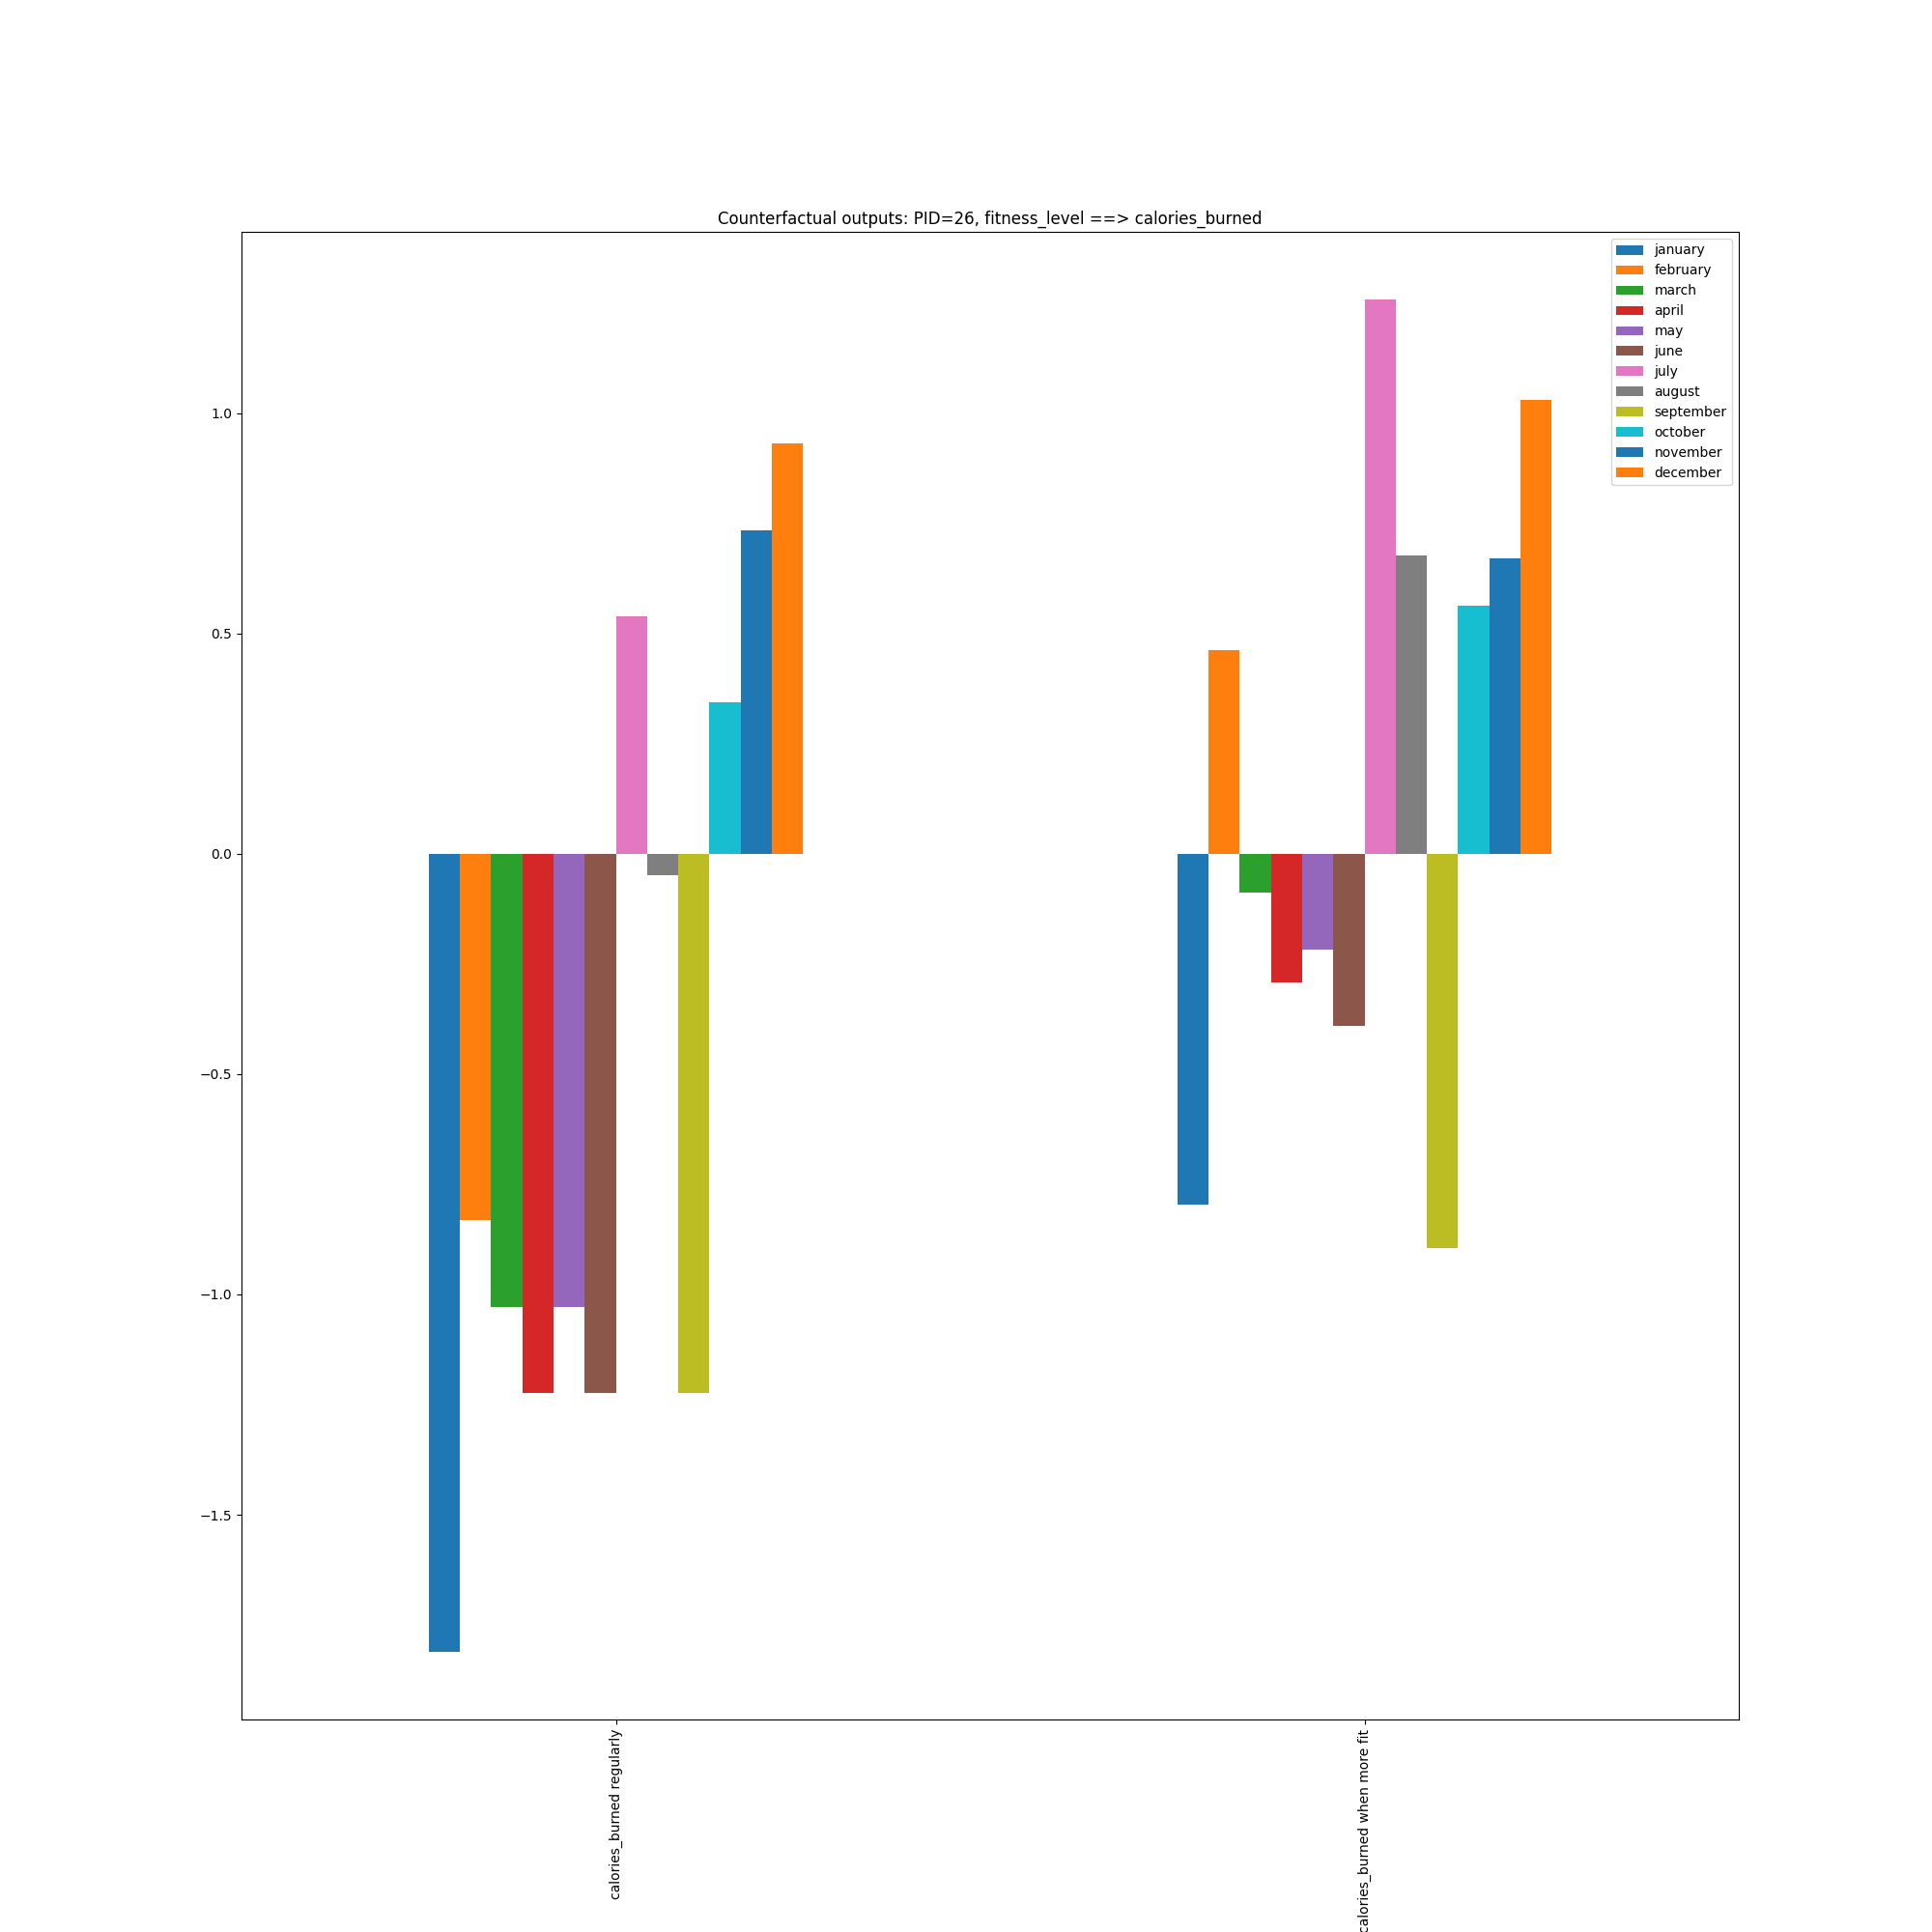 Counterfactual outputs: PID=26, fitness_level ==> calories_burned
january
february
march
april
may
june
july
august
september
october
november
december
1.0
0.5
0.0
−0.5
−1.0
−1.5
calories_burned regularly
calories_burned when more fit